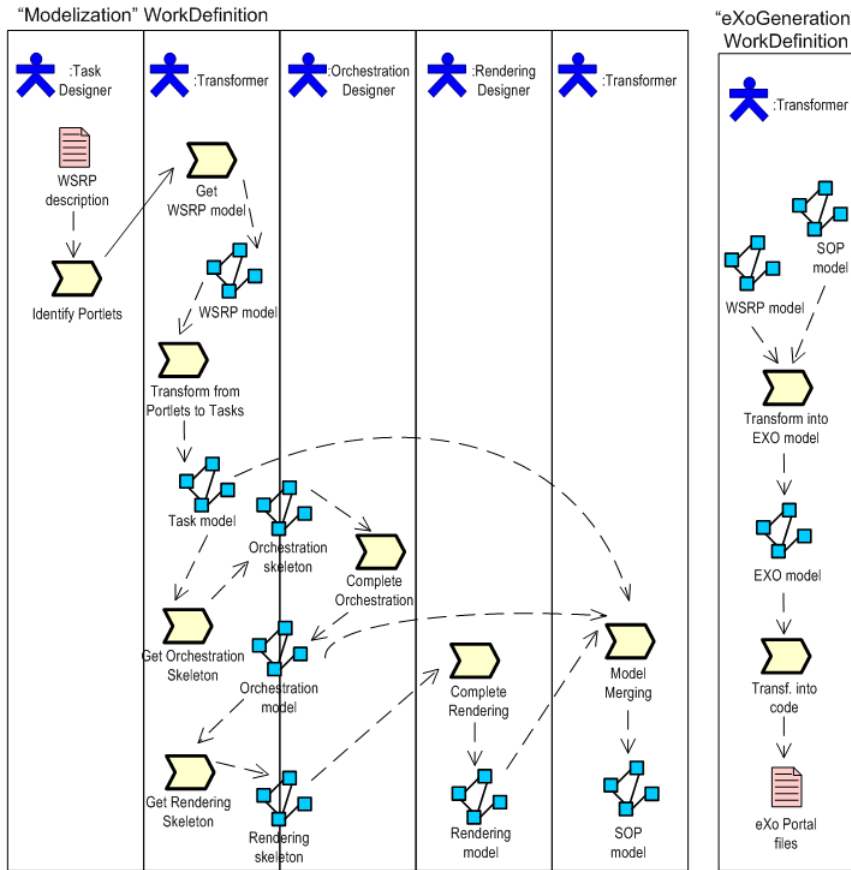 “Modelization” WorkDefinition
“eXoGeneration”
WorkDefinition
:Task
Designer
:Transformer
:Orchestration
Designer
:Rendering
Designer
:Transformer
:Transformer
WSRP
description
Get
WSRP model
Identify Portlets
WSRP model
SOP
model
WSRP model
Transform from
Portlets to Tasks
Transform into
EXO model
Task model
Orchestration
skeleton
Complete
Orchestration
EXO model
Get Orchestration
Skeleton
Orchestration
model
Complete
Rendering
Model
Merging
Transf. into
code
Get Rendering
Skeleton
Rendering
skeleton
Rendering
model
SOP
model
eXo Portal
files